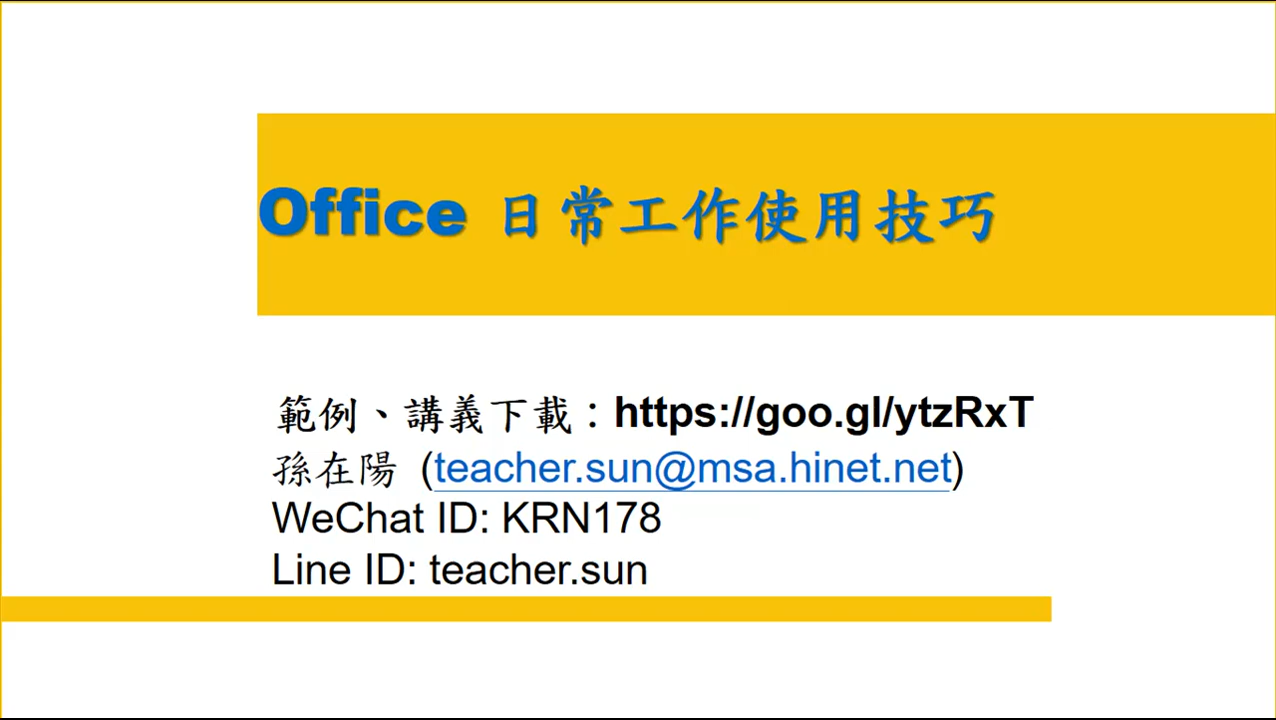 Office 日常工作使用技巧
範例、講義下載：https://goo.gl/ytzRxT
孫在陽 (teacher.sun@msa.hinet.net)
WeChat ID: KRN178
Line ID: teacher.sun